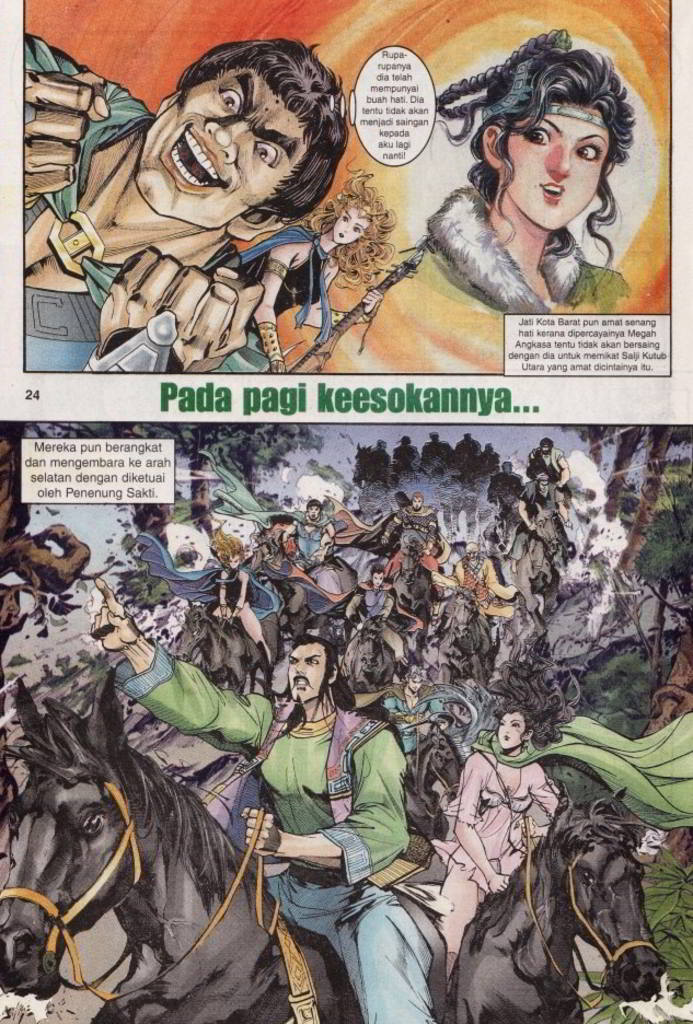 Rupa-
rupanya
dia telah
mempunyai
buah hati. Dia
tentu tidak akan
menjadi saingan
kepada
aku lagi
nanti!
Jati Kota Barat pun amat senang
hati kerana dipercayainya Megah
Angkasa tentu tidak akan bersaing
dengan dia untuk memikat Salji Kutub
Utara yang amat dicintainya itu.
24
Pada pagi keesokannya...
Mereka pun berangkat
dan mengembara ke arah
selatan dengan diketuai
oleh Penenung Sakti.